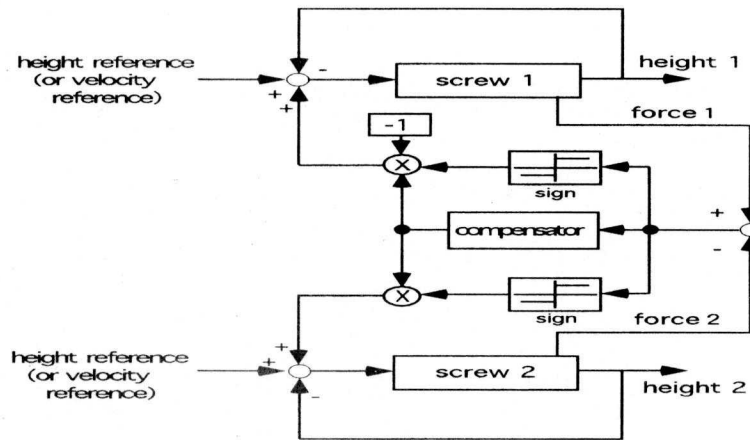 height reference
(or velocity
reference)
+
+
-
screw 1
height 1
force 1
-1
X
sign
compensator
+
-
X
sign
force 2
height reference
(or velocity
reference)
+
+
-
screw 2
height 2